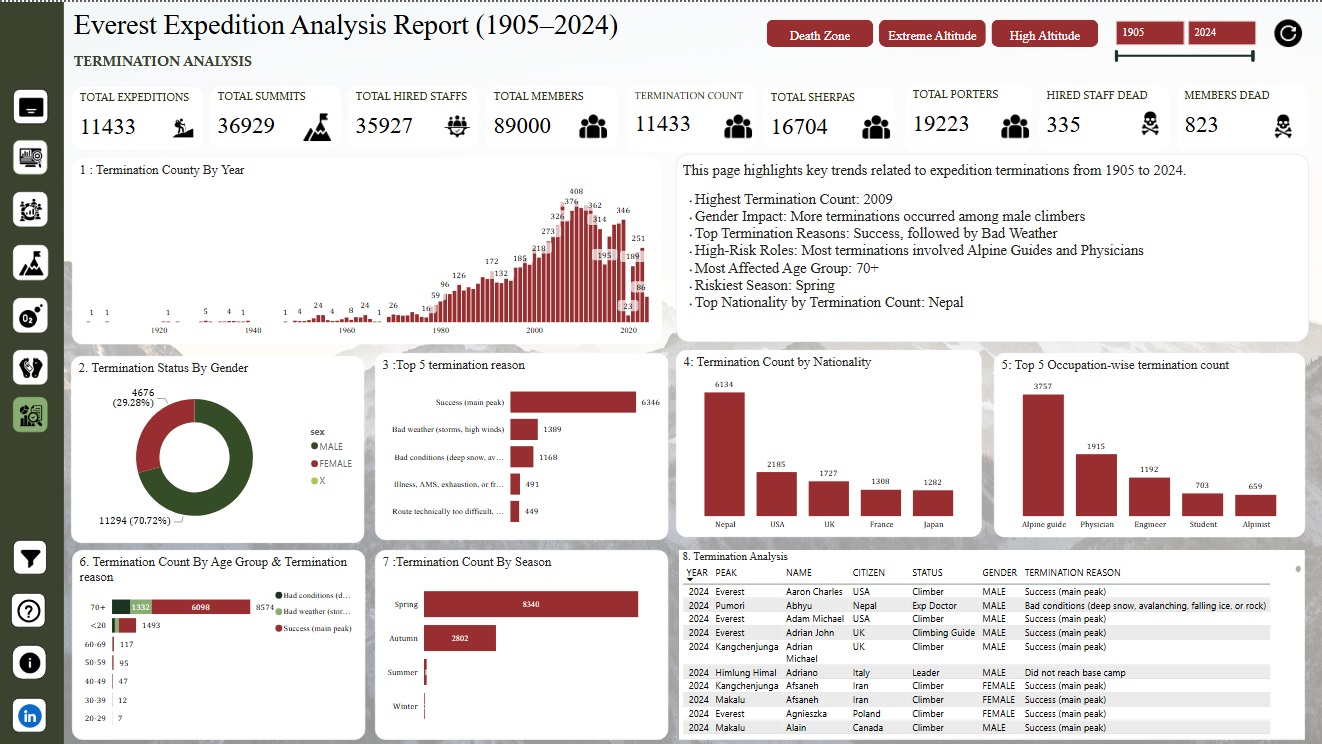 Everest Expedition Analysis Report (1905–2024)
TERMINATION ANALYSIS
Death Zone
Extreme Altitude
High Altitude
1905
2024
TOTAL EXPEDITIONS
11433
TOTAL SUMMITS
36929
TOTAL HIRED STAFFS
35927
TOTAL MEMBERS
89000
TERMINATION COUNT
11433
TOTAL SHERPAS
16704
TOTAL PORTERS
19223
HIRED STAFF DEAD
335
MEMBERS DEAD
823
1 : Termination County By Year
1 1 1 5 4 1 1 4 24 4 8 24 1 26 16 59 96 126 172 132 185 218 273 326 376 408 362 314 195 346 23 189 251 86
1920 1940 1960 1980 2000 2020
This page highlights key trends related to expedition terminations from 1905 to 2024.
· Highest Termination Count: 2009
· Gender Impact: More terminations occurred among male climbers
· Top Termination Reasons: Success, followed by Bad Weather
· High-Risk Roles: Most terminations involved Alpine Guides and Physicians
· Most Affected Age Group: 70+
· Riskiest Season: Spring
· Top Nationality by Termination Count: Nepal
2. Termination Status By Gender
4676
(29.28%)
11294 (70.72%)
sex
MALE
FEMALE
X
3 :Top 5 termination reason
Success (main peak) 6346
Bad weather (storms, high winds) 1389
Bad conditions (deep snow, av... 1168
Illness, AMS, exhaustion, or fr... 491
Route technically too difficult, ... 449
4: Termination Count by Nationality
6134 2185 1727 1308 1282
Nepal USA UK France Japan
5: Top 5 Occupation-wise termination count
3757 1915 1192 703 659
Alpine guide Physician Engineer Student Alpinist
6. Termination Count By Age Group & Termination
reason
70+ 1332 6098 8574
<20 1493
60-69 117
50-59 95
40-49 47
30-39 12
20-29 7
Bad conditions (d...
Bad weather (stor...
Success (main peak)
7 :Termination Count By Season
Spring 8340
Autumn 2802
Summer
Winter
8. Termination Analysis
YEAR PEAK NAME CITIZEN STATUS GENDER TERMINATION REASON
2024 Everest Aaron Charles USA Climber MALE Success (main peak)
2024 Pumori Abhyu Nepal Exp Doctor MALE Bad conditions (deep snow, avalanching, falling ice, or rock)
2024 Everest Adam Michael USA Climber MALE Success (main peak)
2024 Everest Adrian John UK Climbing Guide MALE Success (main peak)
2024 Kangchenjunga Adrian UK Climber MALE Success (main peak)
Michael
2024 Himlung Himal Adriano Italy Leader MALE Did not reach base camp
2024 Kangchenjunga Afsaneh Iran Climber FEMALE Success (main peak)
2024 Makalu Afsaneh Iran Climber FEMALE Success (main peak)
2024 Everest Agnieszka Poland Climber FEMALE Success (main peak)
2024 Makalu Alain Canada Climber MALE Success (main peak)
O2
in